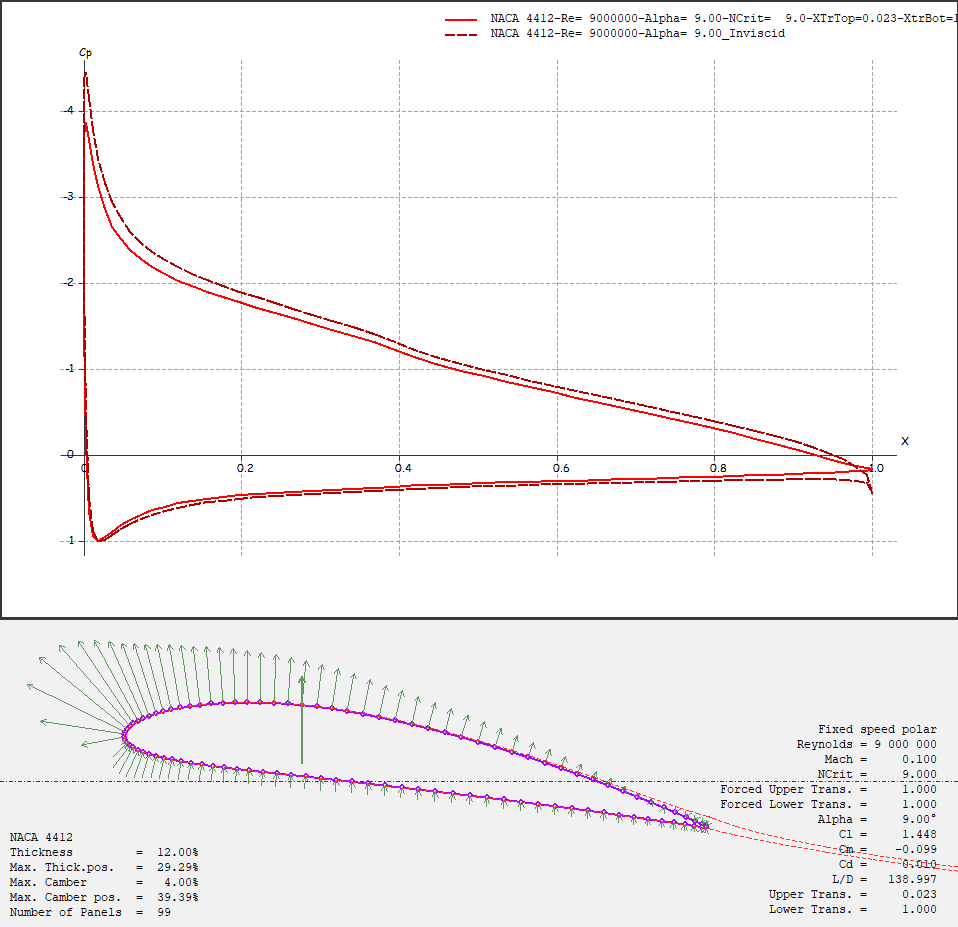 NACA 4412-Re= 9000000-Alpha= 9.00-NCrit=  9.0-XTrTop=0.023-XtrBot=1
NACA 4412-Re= 9000000-Alpha= 9.00_Inviscid
Cp
-4
-3
-2
-1
0
X
0 0.2 0.4 0.6 0.8 1.0
1
Fixed speed polar
Reynolds = 9 000 000
Mach = 0.100
NCrit = 9.000
Forced Upper Trans. = 1.000
Forced Lower Trans. = 1.000
Alpha = 9.00°
Cl = 1.448
Cm = -0.099
Cd = 0.010
L/D = 138.997
Upper Trans. = 0.023
Lower Trans. = 1.000
NACA 4412
Thickness = 12.00%
Max. Thick.pos. = 29.29%
Max. Camber = 4.00%
Max. Camber pos. = 39.39%
Number of Panels = 99